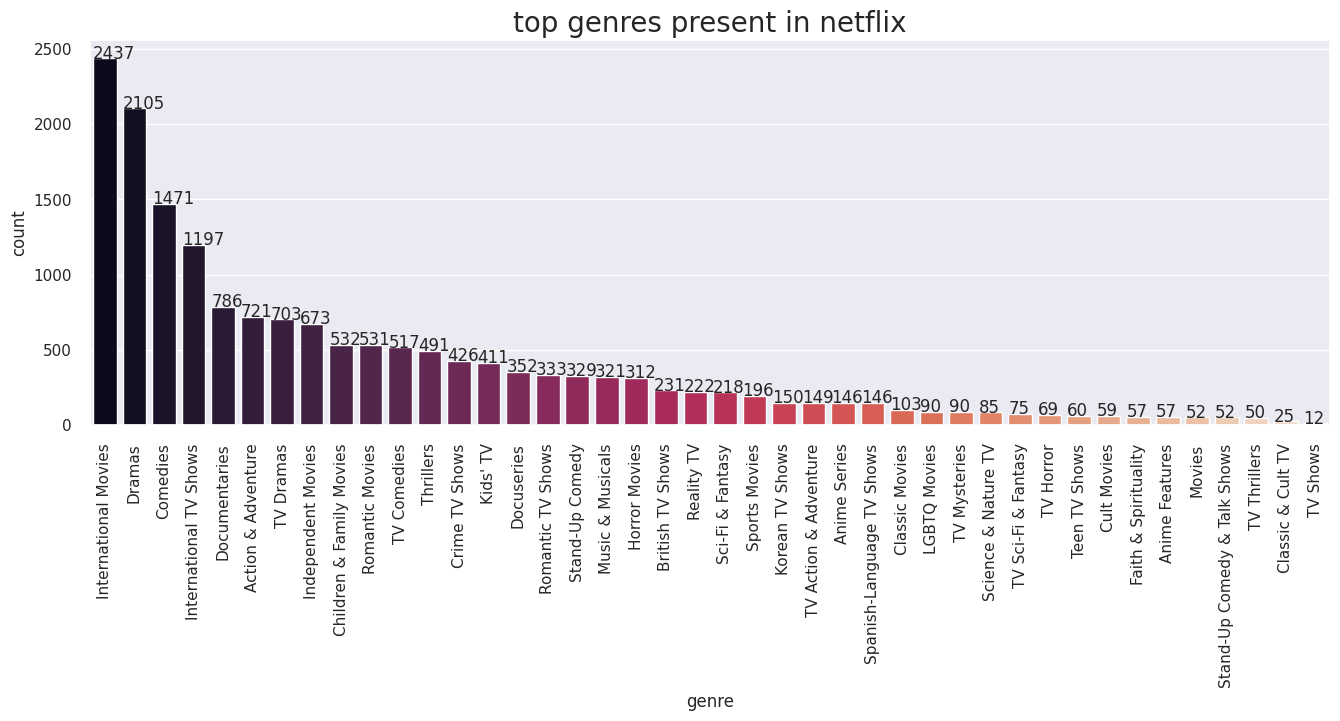 top genres present in netflix
count
2500
2000
1500
1000
500
0
2437
2105
1471
1197
786
721
703
673
532
531
517
491
426
411
352
333
329
321
312
231
222
218
196
150
149
146
146
103
90
90
85
75
69
60
59
57
57
52
52
50
25
12
International Movies
Dramas
Comedies
International TV Shows
Documentaries
Action & Adventure
TV Dramas
Independent Movies
Children & Family Movies
Romantic Movies
TV Comedies
Thrillers
Crime TV Shows
Kids' TV
Docuseries
Romantic TV Shows
Stand-Up Comedy
Music & Musicals
Horror Movies
British TV Shows
Reality TV
Sci-Fi & Fantasy
Sports Movies
Korean TV Shows
TV Action & Adventure
Anime Series
Spanish-Language TV Shows
Classic Movies
LGBTQ Movies
TV Mysteries
Science & Nature TV
TV Sci-Fi & Fantasy
TV Horror
Teen TV Shows
Cult Movies
Faith & Spirituality
Anime Features
Movies
Stand-Up Comedy & Talk Shows
TV Thrillers
Classic & Cult TV
TV Shows
genre